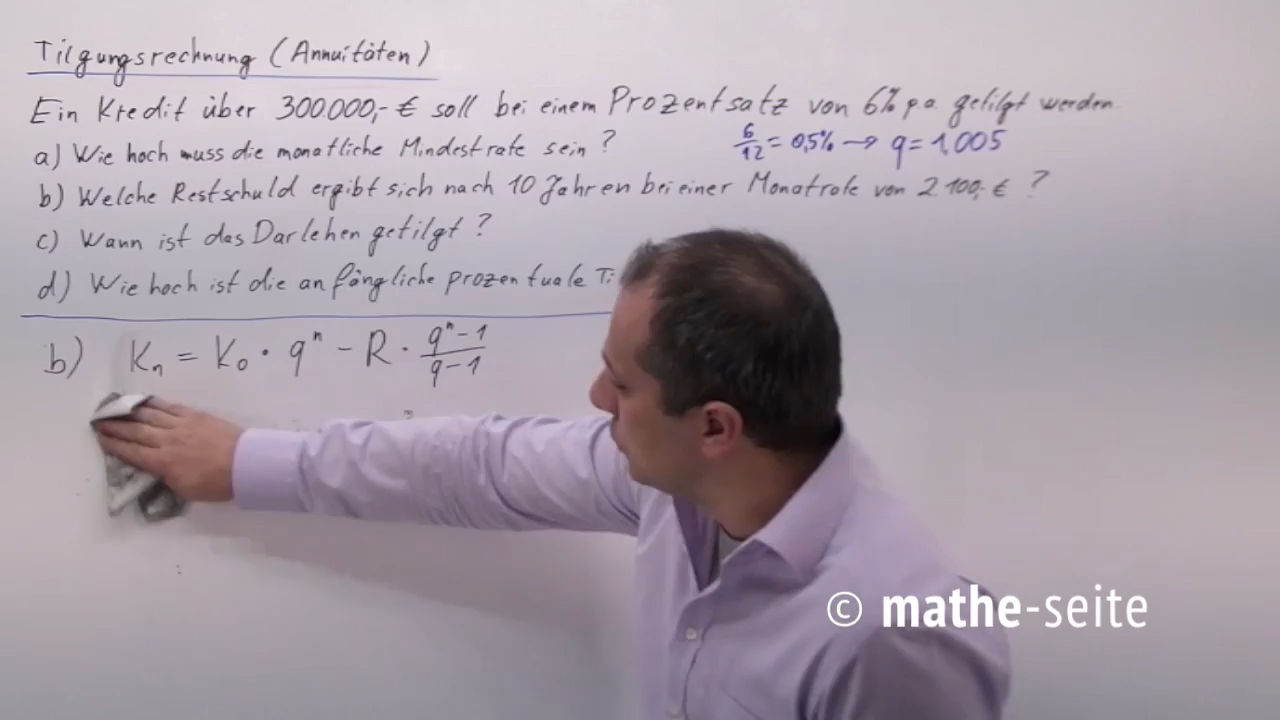 Tilgungsrechnung (Annuitäten)
Ein Kredit über 300.000,- € soll bei einem Prozentsatz von 6% p.a. getilgt werden.
a) Wie hoch muss die monatliche Mindestrate sein ? 6/12 = 0,5% → q = 1,005
b) Welche Restschuld ergibt sich nach 10 Jahren bei einer Monatrate von 2.100,- € ?
c) Wann ist das Darlehen getilgt ?
d) Wie hoch ist die anfängliche prozentuale
b) Kₙ = K₀ · qⁿ − R · (qⁿ−1)/(q−1)
© mathe-seite